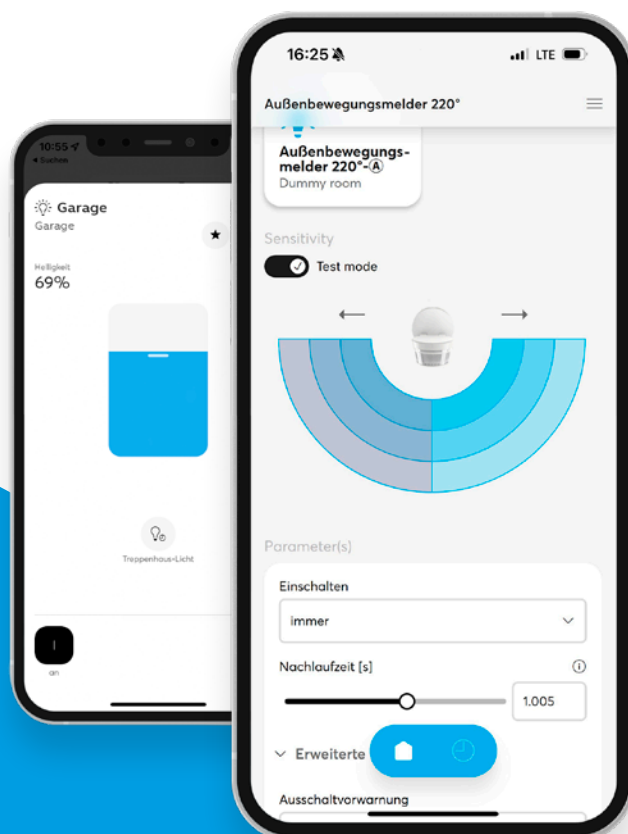 10:55
Suchen
Garage
Garage
Helligkeit
69%
Treppenhaus-Licht
an
16:25
LTE
Außenbewegungsmelder 220°
Außenbewegungs-
melder 220°-Ⓐ
Dummy room
Sensitivity
Test mode
Parameter(s)
Einschalten
immer
Nachlaufzeit [s]
1.005
Erweiterte
Ausschaltvorwarnung